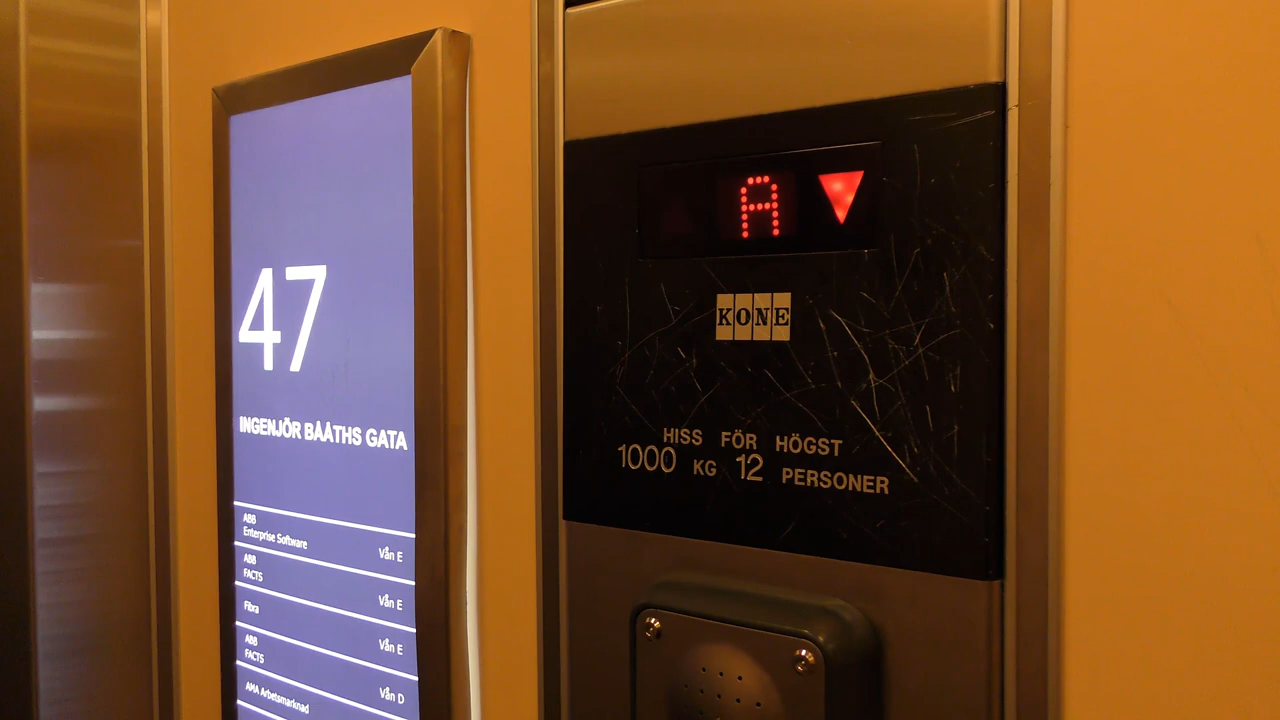 47
INGENJÖR BÅÅTHS GATA
ABB
Enterprise Software
Vån E
ABB
FACTS
Vån E
Fibra
Vån E
ABB
FACTS
Vån D
AMA Arbetsmarknad
A
KONE
HISS FÖR HÖGST
1000 KG 12 PERSONER